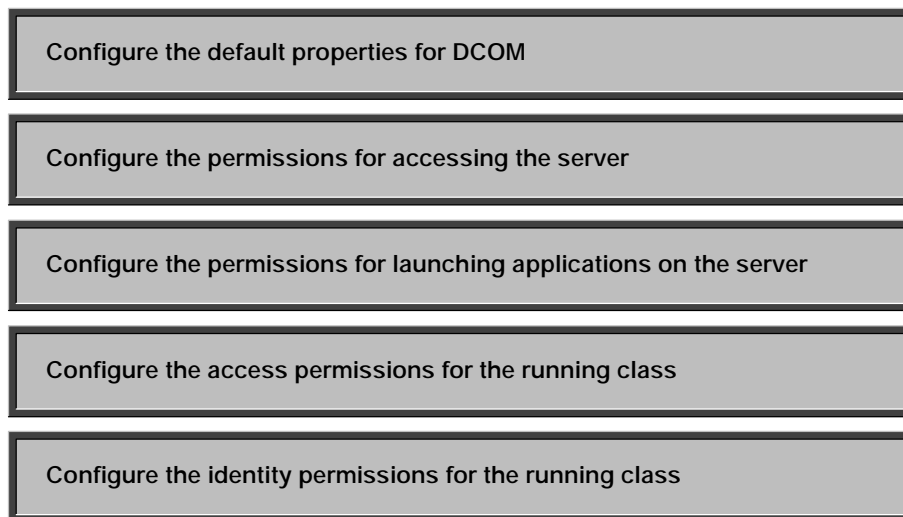 Configure the default properties for DCOM
Configure the permissions for accessing the server
Configure the permissions for launching applications on the server
Configure the access permissions for the running class
Configure the identity permissions for the running class